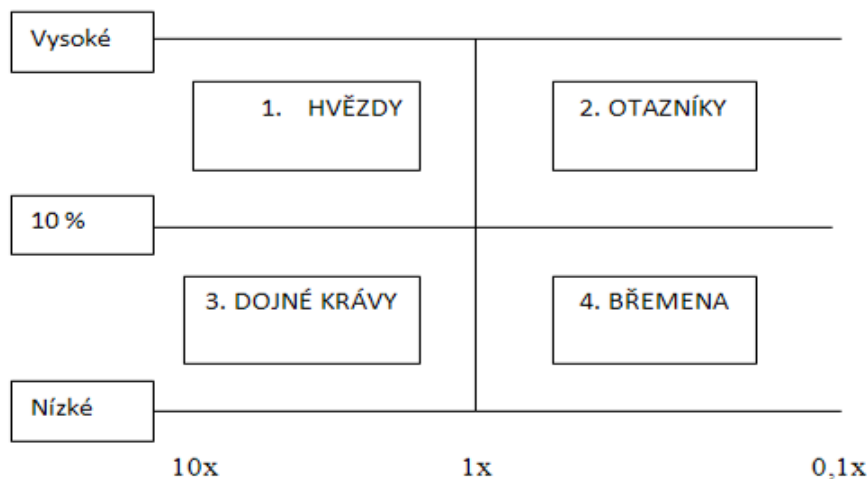 Vysoké
1. HVĚZDY
2. OTAZNÍKY
10 %
3. DOJNÉ KRÁVY
4. BŘEMENA
Nízké
10x
1x
0,1x